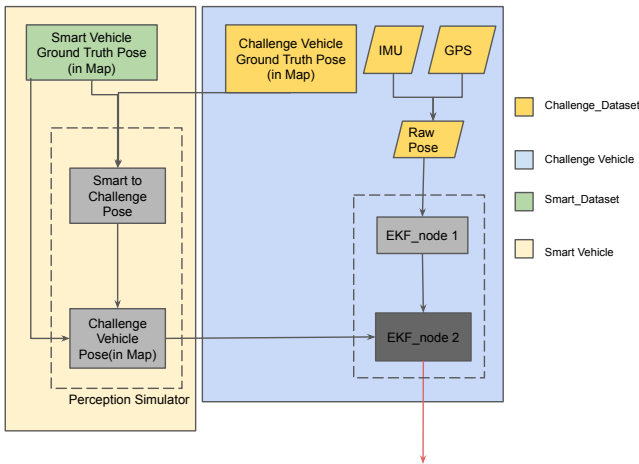 Smart Vehicle
Ground Truth Pose
(in Map)
Challenge Vehicle
Ground Truth Pose
(in Map)
IMU
GPS
Raw
Pose
Smart to
Challenge
Pose
EKF_node 1
Challenge
Vehicle
Pose(in Map)
EKF_node 2
Perception Simulator
Challenge_Dataset
Challenge Vehicle
Smart_Dataset
Smart Vehicle